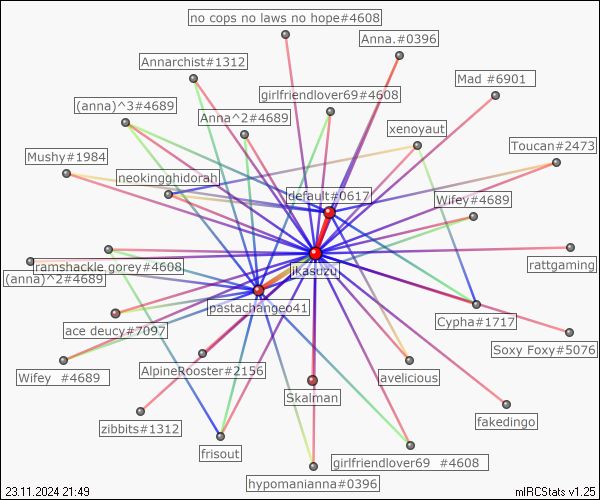 no cops no laws no hope#4608
Anna.#0396
Annarchist#1312
Mad #6901
girlfriendlover69#4608
(anna)^3#4689
Anna^2#4689
xenoyaut
Toucan#2473
Mushy#1984
neokingghidorah
default#0617
Wifey#4689
rattgaming
ramshackle gorey#4608
ikasuzu
(anna)^2#4689
pastachangeo41
Cypha#1717
ace deucy#7097
Soxy Foxy#5076
AlpineRooster#2156
Wifey #4689
avelicious
Skalman
fakedingo
zibbits#1312
frisout
girlfriendlover69 #4608
hypomanianna#0396
23.11.2024 21:49
mIRCStats v1.25